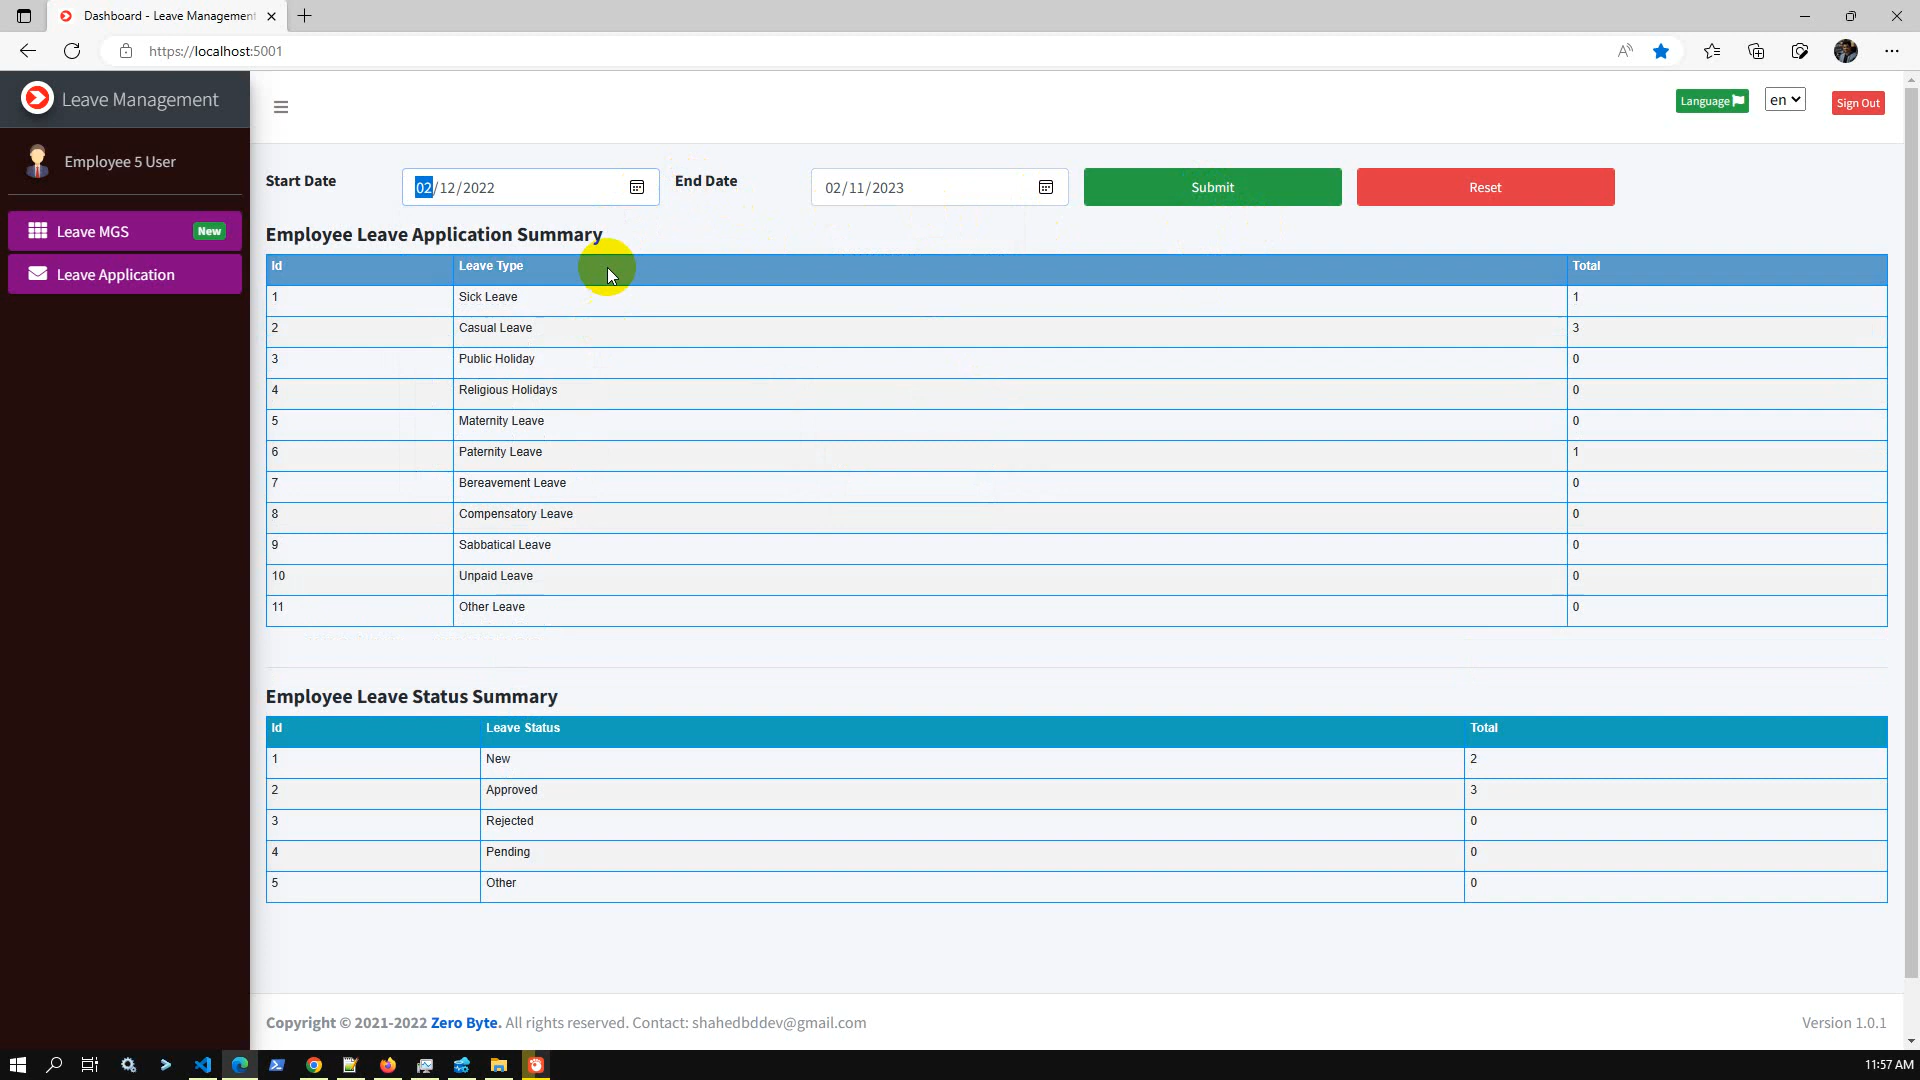 Dashboard - Leave Management
https://localhost:5001
Leave Management
Language
en
Sign Out
Employee 5 User
Leave MGS New
Leave Application
Start Date 02/12/2022 End Date 02/11/2023 Submit Reset
Employee Leave Application Summary
Id Leave Type Total
1 Sick Leave 1
2 Casual Leave 3
3 Public Holiday 0
4 Religious Holidays 0
5 Maternity Leave 0
6 Paternity Leave 1
7 Bereavement Leave 0
8 Compensatory Leave 0
9 Sabbatical Leave 0
10 Unpaid Leave 0
11 Other Leave 0
Employee Leave Status Summary
Id Leave Status Total
1 New 2
2 Approved 3
3 Rejected 0
4 Pending 0
5 Other 0
Copyright © 2021-2022 Zero Byte. All rights reserved. Contact: shahedbddev@gmail.com
Version 1.0.1
11:57 AM